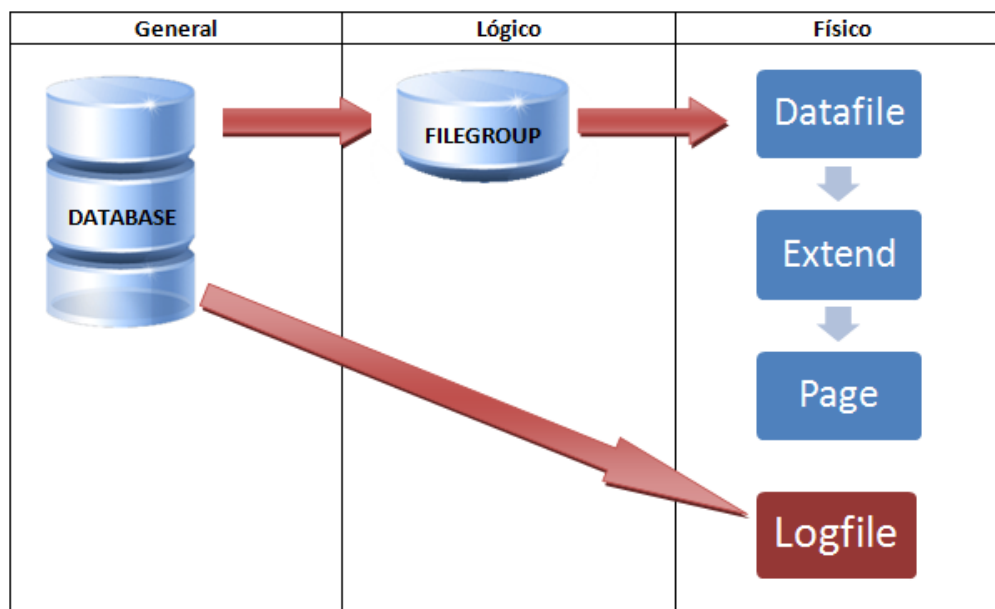 General Lógico Físico
DATABASE
FILEGROUP
Datafile
Extend
Page
Logfile